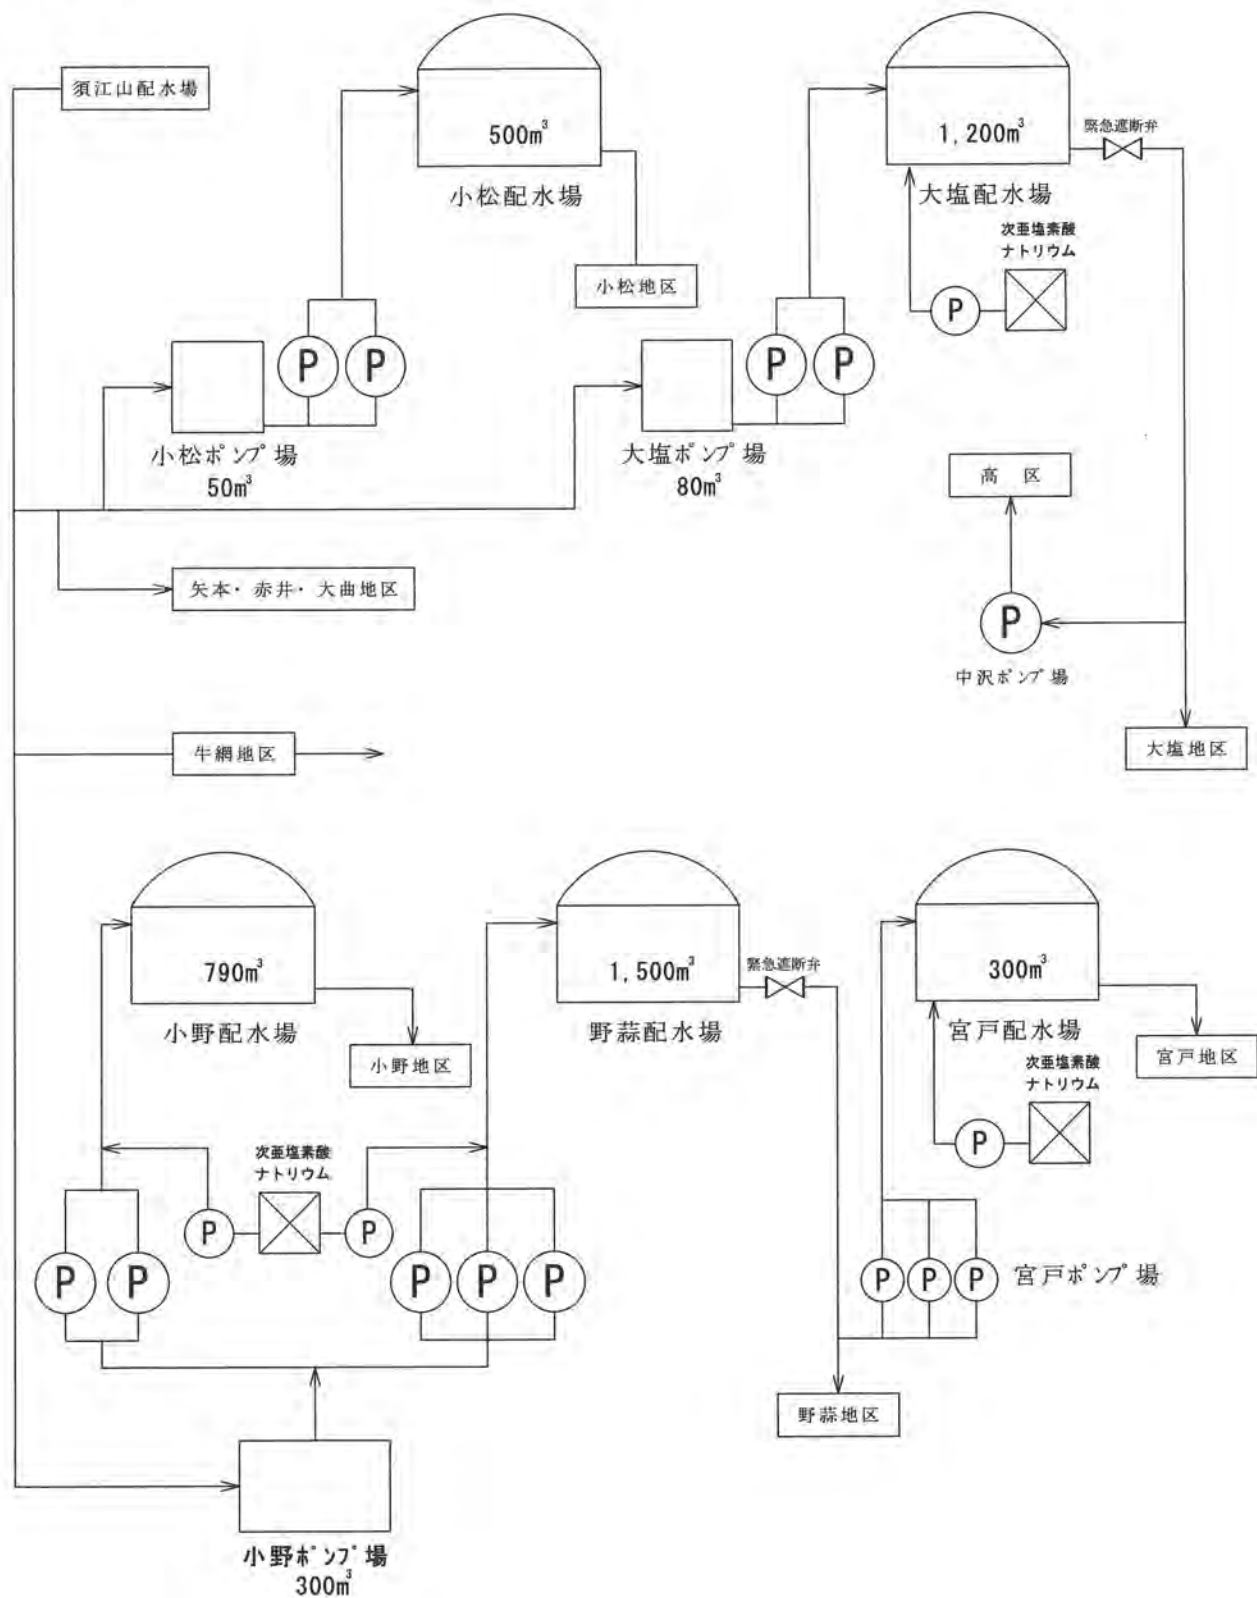 須江山配水場
500m³
小松配水場
小松地区
1,200m³
緊急遮断弁
大塩配水場
次亜塩素酸
ナトリウム
P
P
P
P
P
P
小松ポンプ場
50m³
大塩ポンプ場
80m³
高 区
矢本・赤井・大曲地区
中沢ポンプ場
牛網地区
大塩地区
790m³
小野配水場
小野地区
1,500m³
緊急遮断弁
野蒜配水場
300m³
宮戸配水場
宮戸地区
次亜塩素酸
ナトリウム
P
次亜塩素酸
ナトリウム
P
P
P
P
P
P
P
P
P
P
宮戸ポンプ場
野蒜地区
小野ポンプ場
300m³